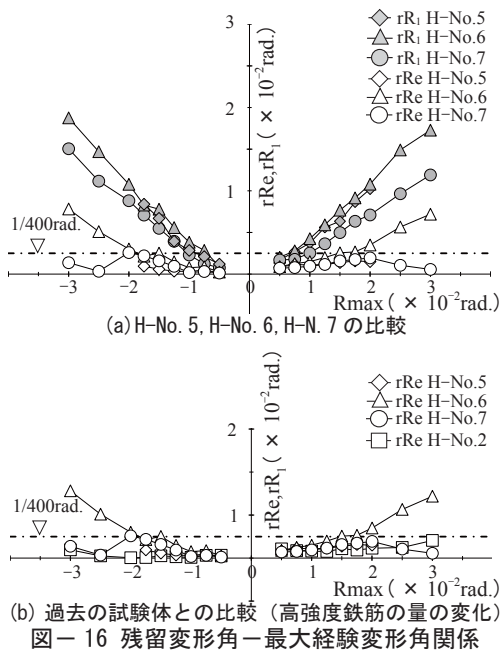 3
rR₁ H-No.5
rR₁ H-No.6
rR₁ H-No.7
rRe H-No.5
rRe H-No.6
rRe H-No.7
rRe,rR₁( × 10⁻²rad.)
2
1
1/400rad.
−3 −2 −1 0 1 2 3
Rmax( × 10⁻²rad.)
(a)H-No.5,H-No.6,H-N.7の比較
rRe H-No.5
rRe H-No.6
rRe H-No.7
rRe H-No.2
rRe,rR₁( × 10⁻²rad.)
2
1
1/400rad.
−3 −2 −1 0 1 2 3
Rmax( × 10⁻²rad.)
(b) 過去の試験体との比較（高強度鉄筋の量の変化）
図－16 残留変形角－最大経験変形角関係